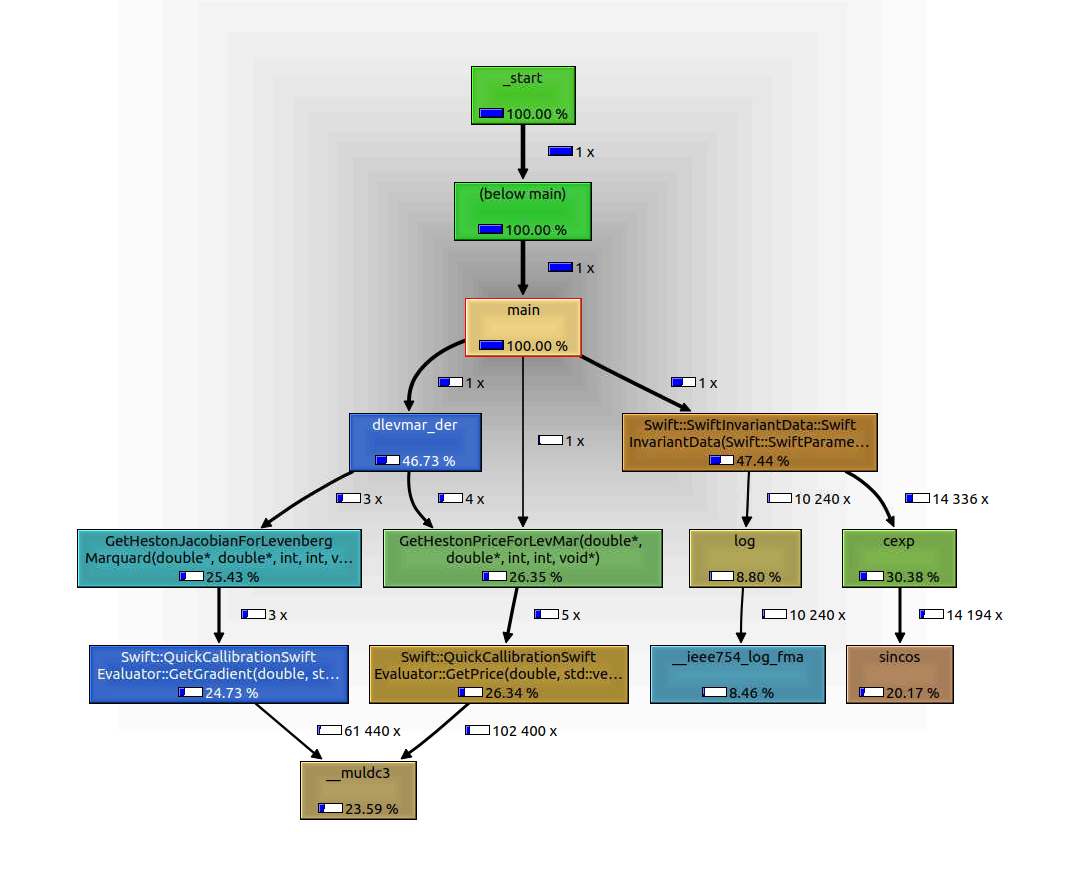 _start
100.00 %
1 x
(below main)
100.00 %
1 x
main
100.00 %
1 x
1 x
dlevmar_der
46.73 %
1 x
Swift::SwiftInvariantData::Swift
InvariantData(Swift::SwiftParame...
47.44 %
3 x
4 x
10 240 x
14 336 x
GetHestonJacobianForLevenberg
Marquard(double*, double*, int, int, v...
25.43 %
GetHestonPriceForLevMar(double*,
double*, int, int, void*)
26.35 %
log
8.80 %
cexp
30.38 %
3 x
5 x
10 240 x
14 194 x
Swift::QuickCallibrationSwift
Evaluator::GetGradient(double, st...
24.73 %
Swift::QuickCallibrationSwift
Evaluator::GetPrice(double, std::ve...
26.34 %
__ieee754_log_fma
8.46 %
sincos
20.17 %
61 440 x
102 400 x
__muldc3
23.59 %